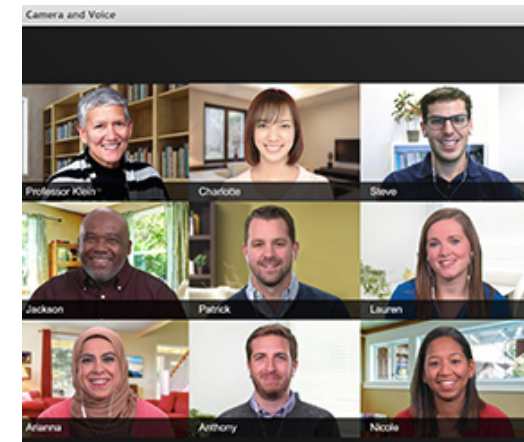 Camera and Voice
Professor Klein
Charlotte
Steve
Jackson
Patrick
Lauren
Arianna
Anthony
Nicole